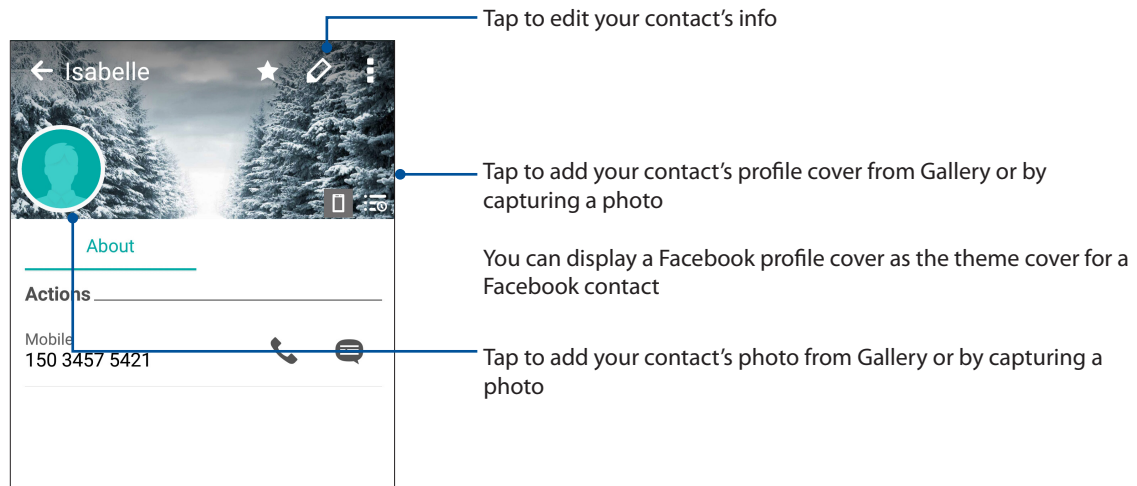 Tap to edit your contact’s info
Isabelle
Tap to add your contact’s profile cover from Gallery or by
capturing a photo
You can display a Facebook profile cover as the theme cover for a
Facebook contact
About
Actions
Mobile
150 3457 5421
Tap to add your contact’s photo from Gallery or by capturing a
photo